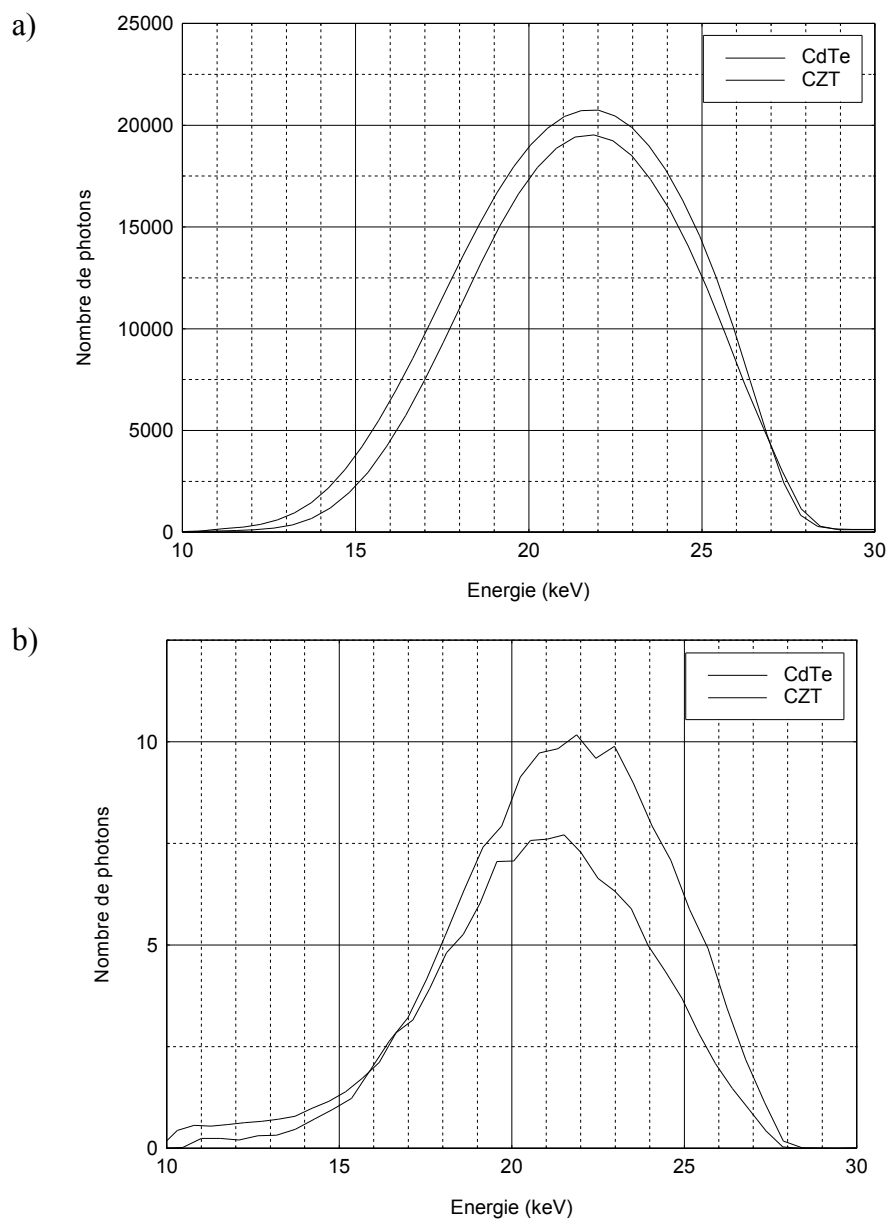 a)
25000
20000
15000
10000
5000
0
Nombre de photons
CdTe
CZT
10 15 20 25 30
Energie (keV)
b)
10
5
0
Nombre de photons
CdTe
CZT
10 15 20 25 30
Energie (keV)